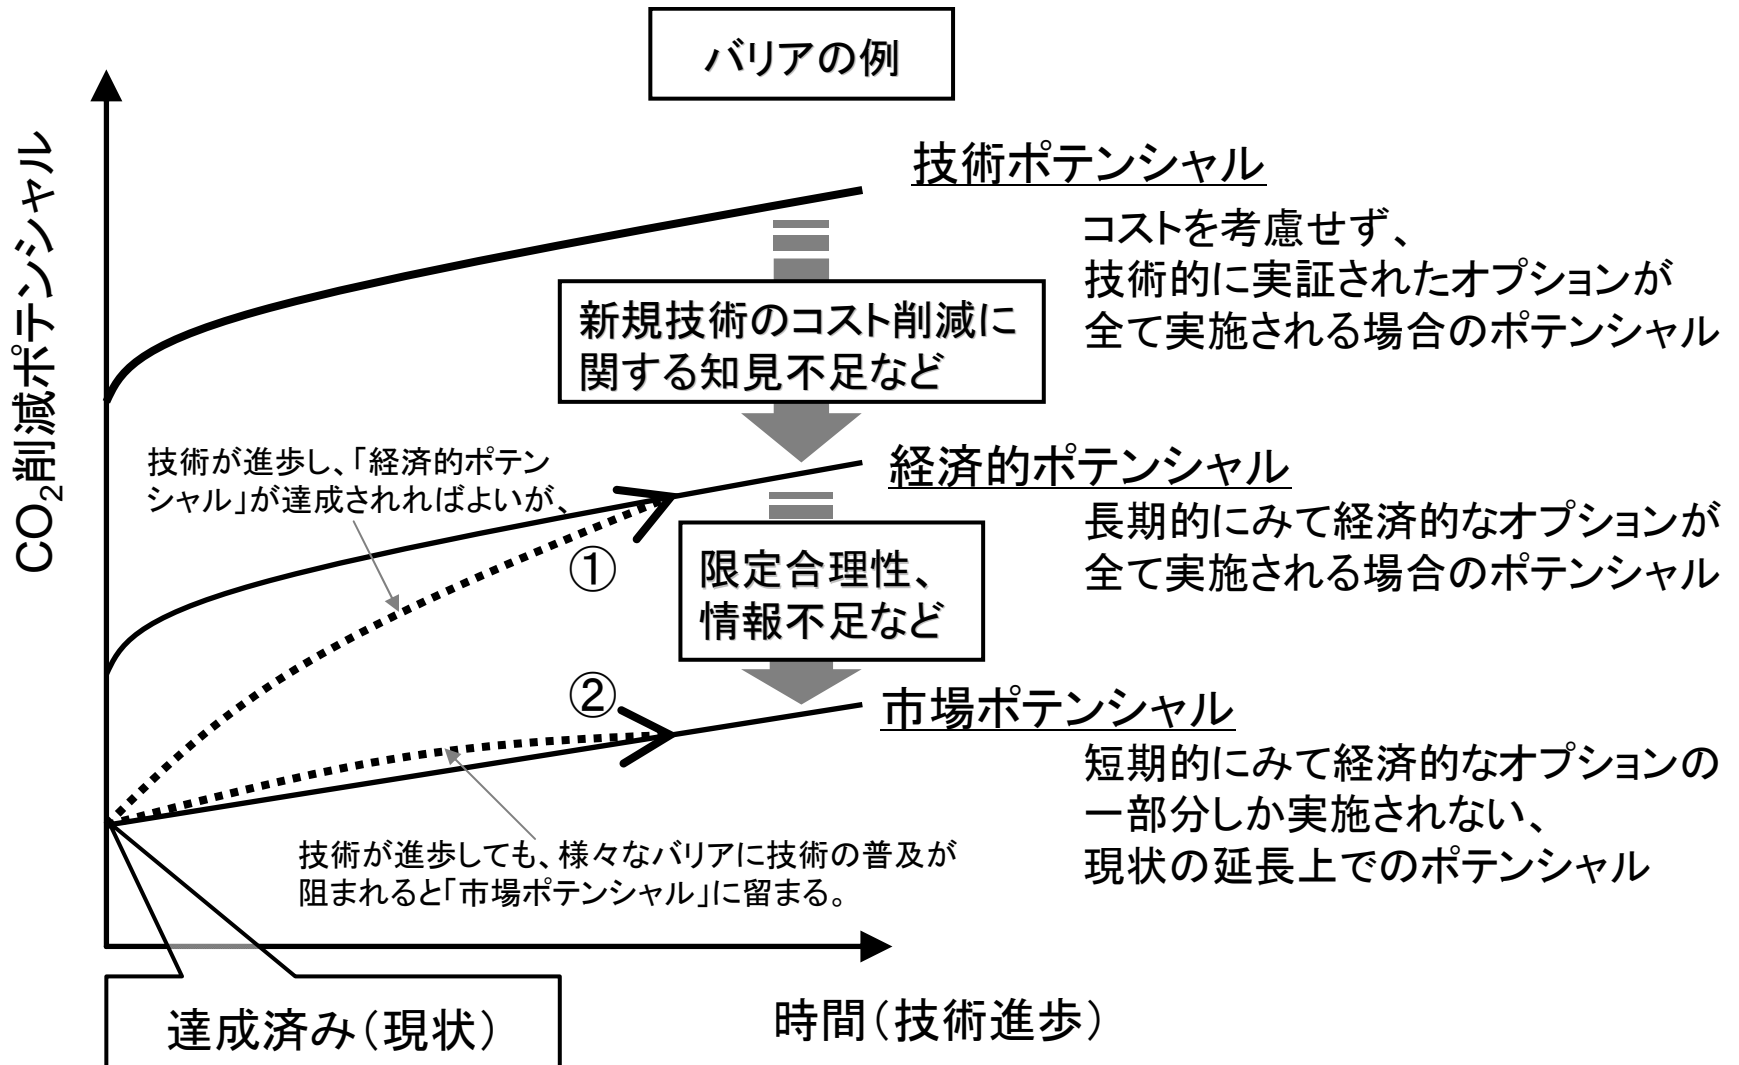 バリアの例
CO2削減ポテンシャル
技術ポテンシャル
コストを考慮せず、
技術的に実証されたオプションが
全て実施される場合のポテンシャル
新規技術のコスト削減に
関する知見不足など
技術が進歩し、「経済的ポテン
シャル」が達成されればよいが、
経済的ポテンシャル
長期的にみて経済的なオプションが
全て実施される場合のポテンシャル
①
限定合理性、
情報不足など
②
市場ポテンシャル
短期的にみて経済的なオプションの
一部分しか実施されない、
現状の延長上でのポテンシャル
技術が進歩しても、様々なバリアに技術の普及が
阻まれると「市場ポテンシャル」に留まる。
達成済み（現状）
時間（技術進歩）